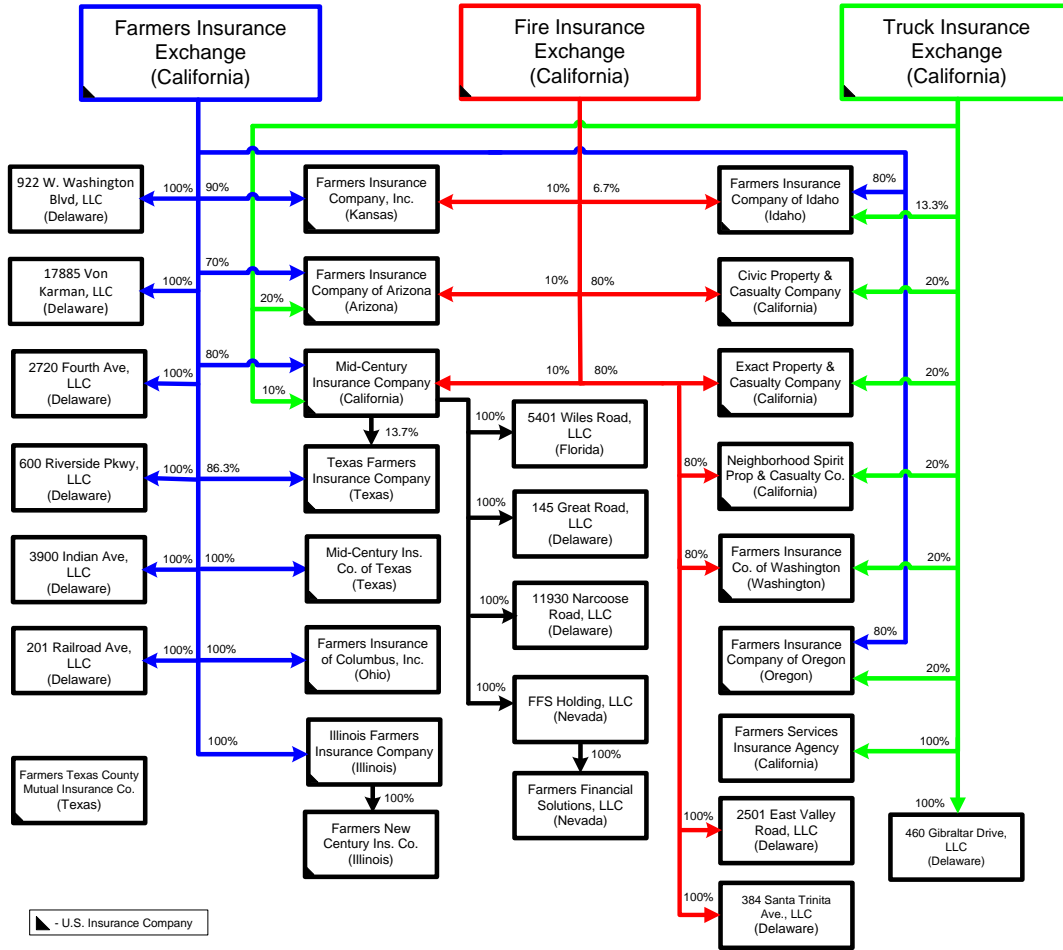 Farmers Insurance
Exchange
(California)
Fire Insurance
Exchange
(California)
Truck Insurance
Exchange
(California)
922 W. Washington
Blvd, LLC
(Delaware)
100%
90%
Farmers Insurance
Company, Inc.
(Kansas)
10%
6.7%
Farmers Insurance
Company of Idaho
(Idaho)
80%
13.3%
17885 Von
Karman, LLC
(Delaware)
100%
70%
20%
Farmers Insurance
Company of Arizona
(Arizona)
10%
80%
Civic Property &
Casualty Company
(California)
20%
2720 Fourth Ave,
LLC
(Delaware)
100%
80%
10%
Mid-Century
Insurance Company
(California)
10%
80%
Exact Property &
Casualty Company
(California)
20%
13.7%
100%
5401 Wiles Road,
LLC
(Florida)
600 Riverside Pkwy,
LLC
(Delaware)
100%
86.3%
Texas Farmers
Insurance Company
(Texas)
80%
Neighborhood Spirit
Prop & Casualty Co.
(California)
20%
100%
145 Great Road,
LLC
(Delaware)
3900 Indian Ave,
LLC
(Delaware)
100%
100%
Mid-Century Ins.
Co. of Texas
(Texas)
80%
Farmers Insurance
Co. of Washington
(Washington)
20%
100%
11930 Narcoose
Road, LLC
(Delaware)
201 Railroad Ave,
LLC
(Delaware)
100%
100%
Farmers Insurance
of Columbus, Inc.
(Ohio)
Farmers Insurance
Company of Oregon
(Oregon)
80%
20%
100%
FFS Holding, LLC
(Nevada)
100%
Illinois Farmers
Insurance Company
(Illinois)
Farmers Services
Insurance Agency
(California)
100%
Farmers Texas County
Mutual Insurance Co.
(Texas)
100%
Farmers Financial
Solutions, LLC
(Nevada)
100%
Farmers New
Century Ins. Co.
(Illinois)
100%
2501 East Valley
Road, LLC
(Delaware)
100%
460 Gibraltar Drive,
LLC
(Delaware)
100%
384 Santa Trinita
Ave., LLC
(Delaware)
- U.S. Insurance Company